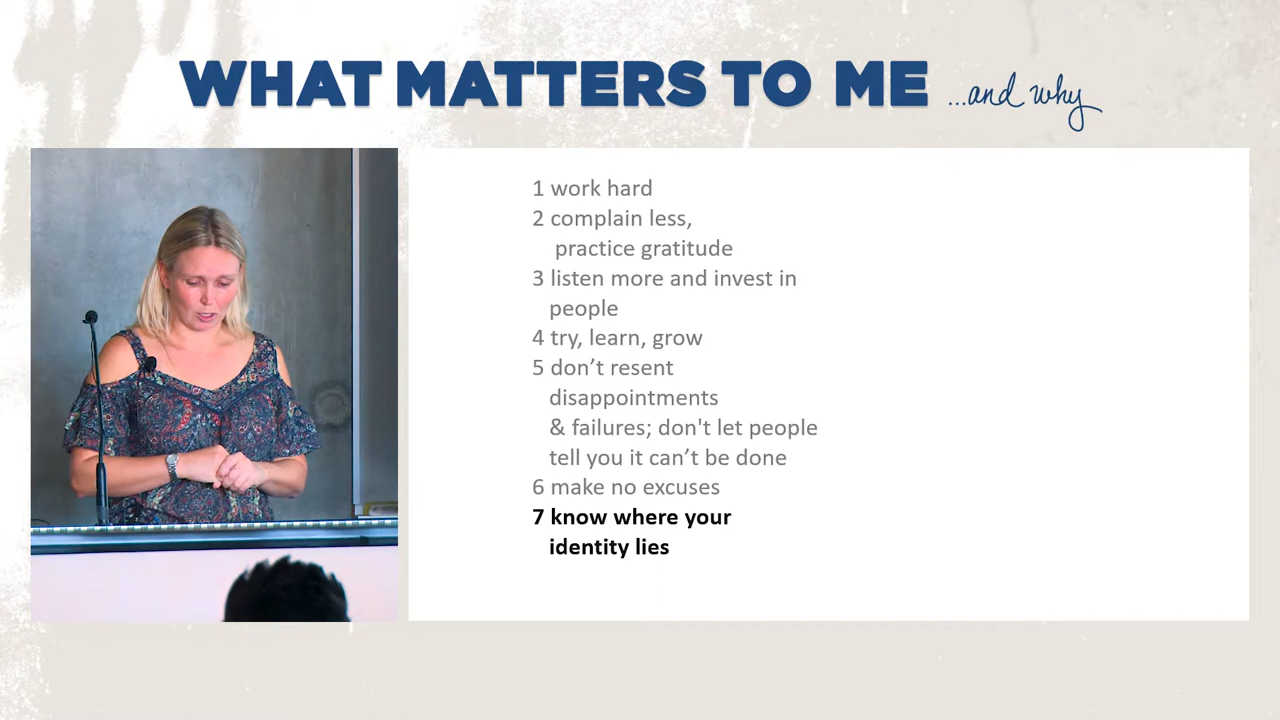 WHAT MATTERS TO ME ...and why
1 work hard
2 complain less,
practice gratitude
3 listen more and invest in
people
4 try, learn, grow
5 don’t resent
disappointments
& failures; don't let people
tell you it can’t be done
6 make no excuses
7 know where your
identity lies